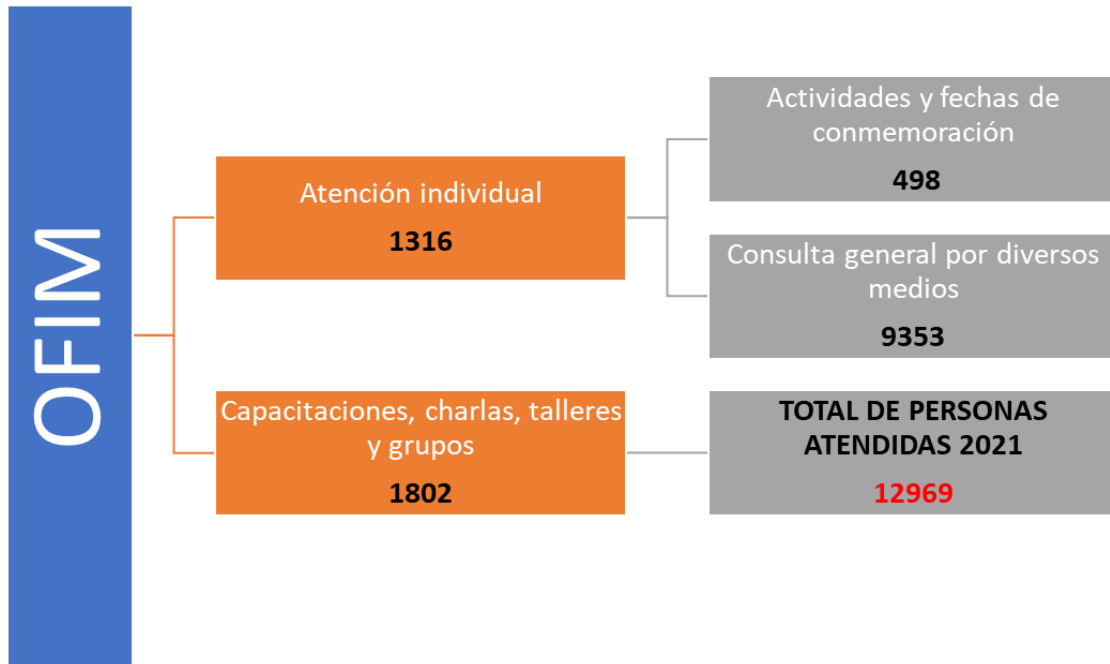 OFIM
Atención individual
1316
Capacitaciones, charlas, talleres
y grupos
1802
Actividades y fechas de
conmemoración
498
Consulta general por diversos
medios
9353
TOTAL DE PERSONAS
ATENDIDAS 2021
12969